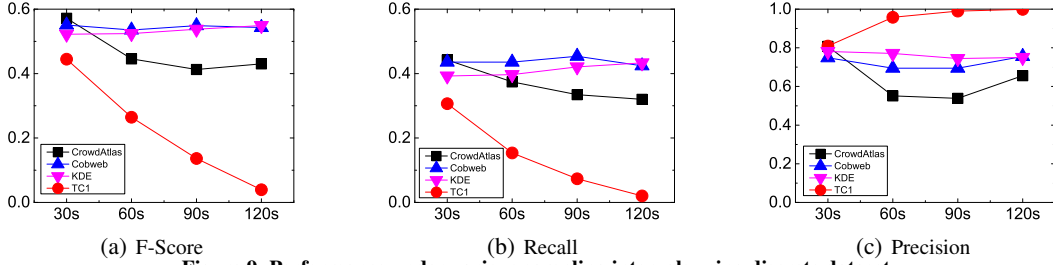 0.6
0.4
0.2
0.0
30s 60s 90s 120s
CrowdAtlas
Cobweb
KDE
TC1
(a) F-Score
0.6
0.4
0.2
0.0
30s 60s 90s 120s
CrowdAtlas
Cobweb
KDE
TC1
(b) Recall
1.0
0.8
0.6
0.4
0.2
0.0
30s 60s 90s 120s
CrowdAtlas
Cobweb
KDE
TC1
(c) Precision